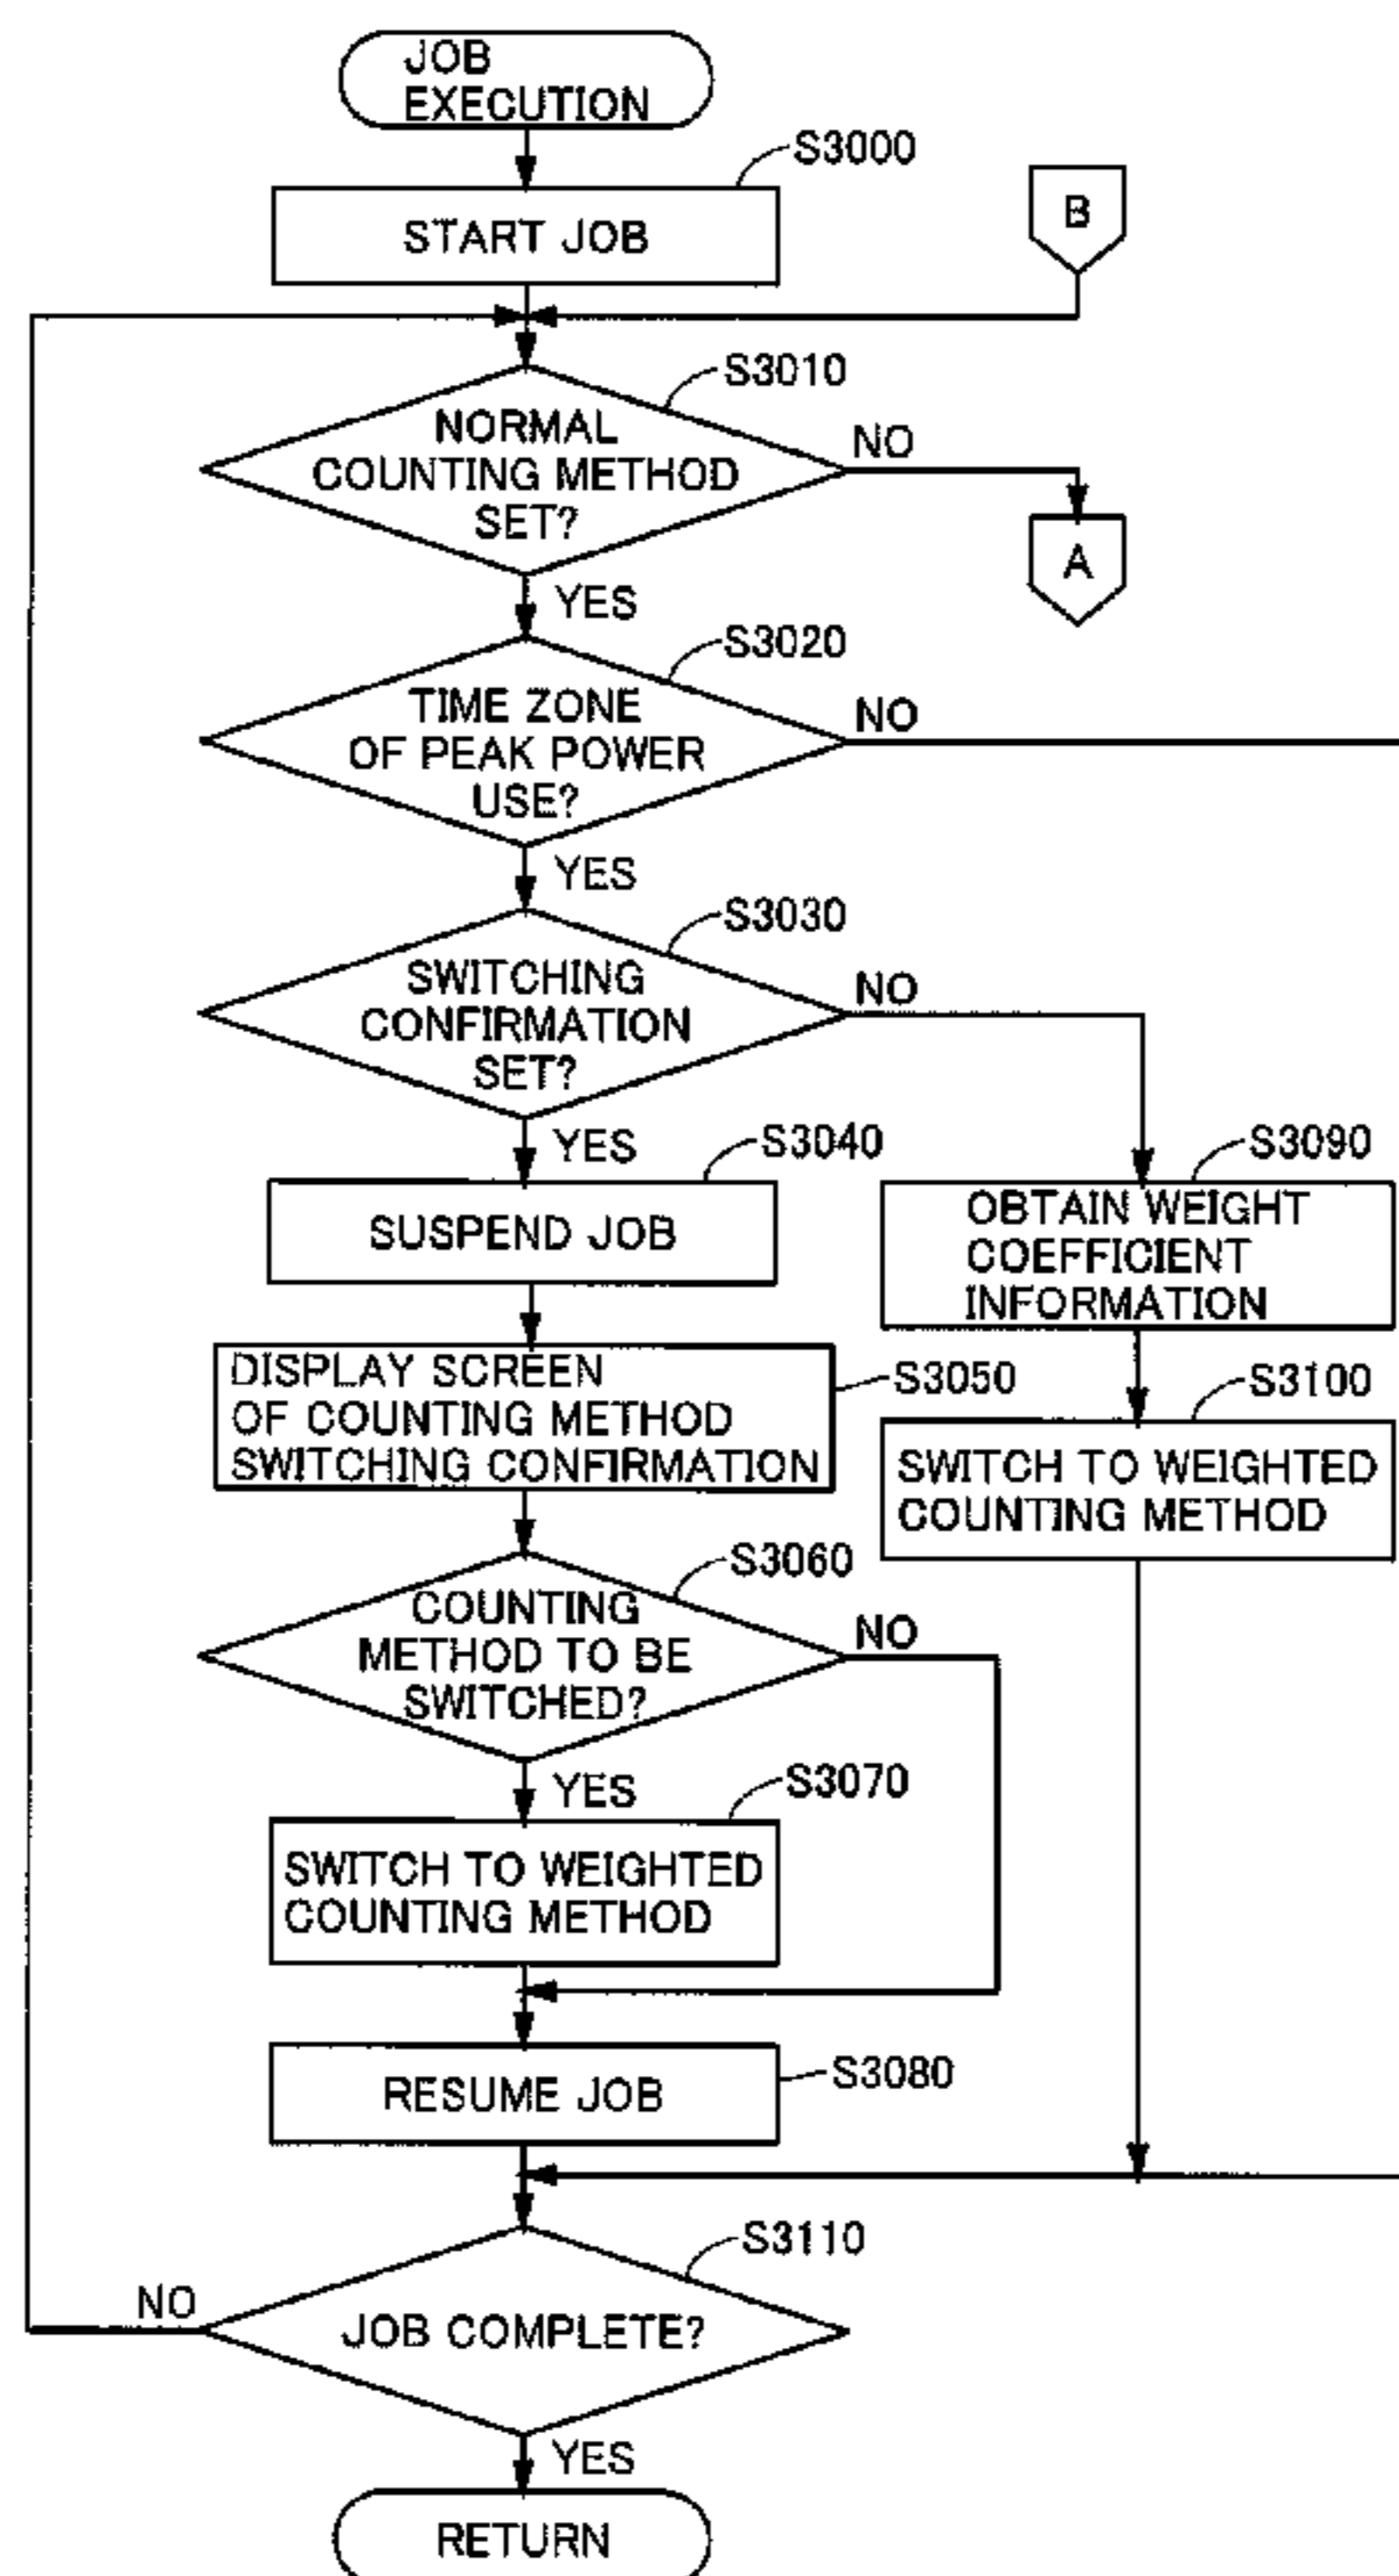 JOB
EXECUTION
S3000
START JOB
B
S3010
NORMAL
COUNTING METHOD
SET?
NO
A
YES
S3020
TIME ZONE
OF PEAK POWER
USE?
NO
YES
S3030
SWITCHING
CONFIRMATION
SET?
NO
YES
S3040
SUSPEND JOB
S3090
OBTAIN WEIGHT
COEFFICIENT
INFORMATION
DISPLAY SCREEN
OF COUNTING METHOD
SWITCHING CONFIRMATION
S3050
S3100
SWITCH TO WEIGHTED
COUNTING METHOD
S3060
COUNTING
METHOD TO BE
SWITCHED?
NO
YES
S3070
SWITCH TO WEIGHTED
COUNTING METHOD
RESUME JOB
S3080
S3110
JOB COMPLETE?
NO
YES
RETURN